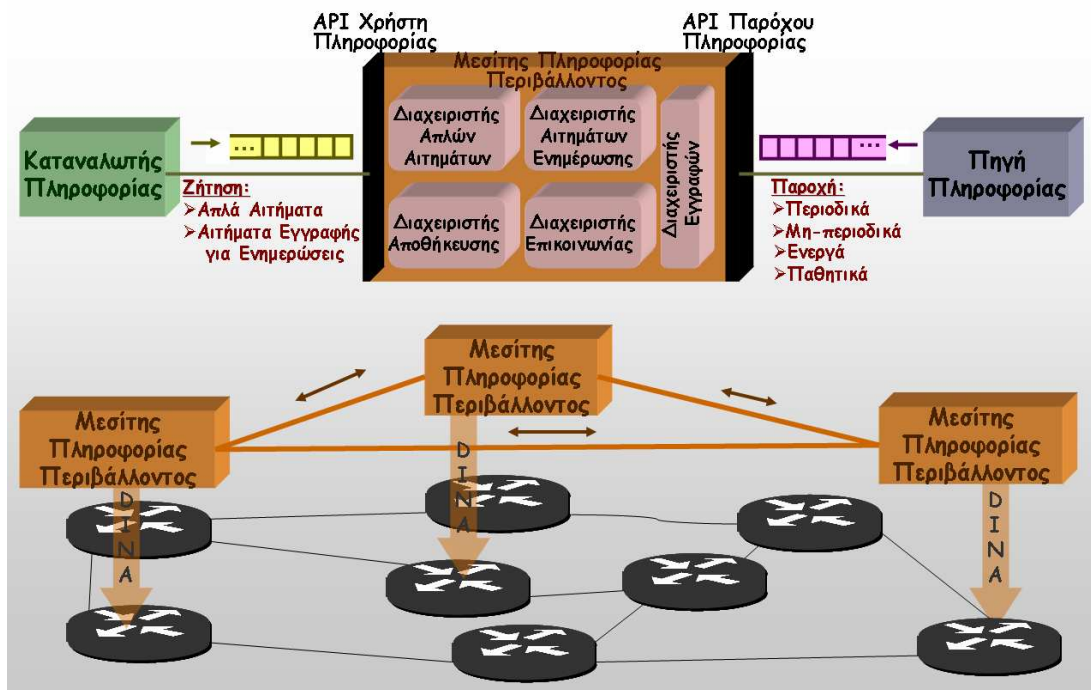 API Χρήστη
Πληροφορίας
API Παρόχου
Πληροφορίας
Μεσίτης Πληροφορίας
Περιβάλλοντος
Διαχειριστής
Απλών
Αιτημάτων
Διαχειριστής
Αιτημάτων
Ενημέρωσης
Διαχειριστής
Εγγραφών
Διαχειριστής
Αποθήκευσης
Διαχειριστής
Επικοινωνίας
Καταναλωτής
Πληροφορίας
...
Ζήτηση:
➢Απλά Αιτήματα
➢Αιτήματα Εγγραφής
για Ενημερώσεις
...
Παροχή:
➢Περιοδικά
➢Μη-περιοδικά
➢Ενεργά
➢Παθητικά
Πηγή
Πληροφορίας
Μεσίτης
Πληροφορίας
Περιβάλλοντος
Μεσίτης
Πληροφορίας
Περιβάλλοντος
Μεσίτης
Πληροφορίας
Περιβάλλοντος
DINA
DINA
DINA